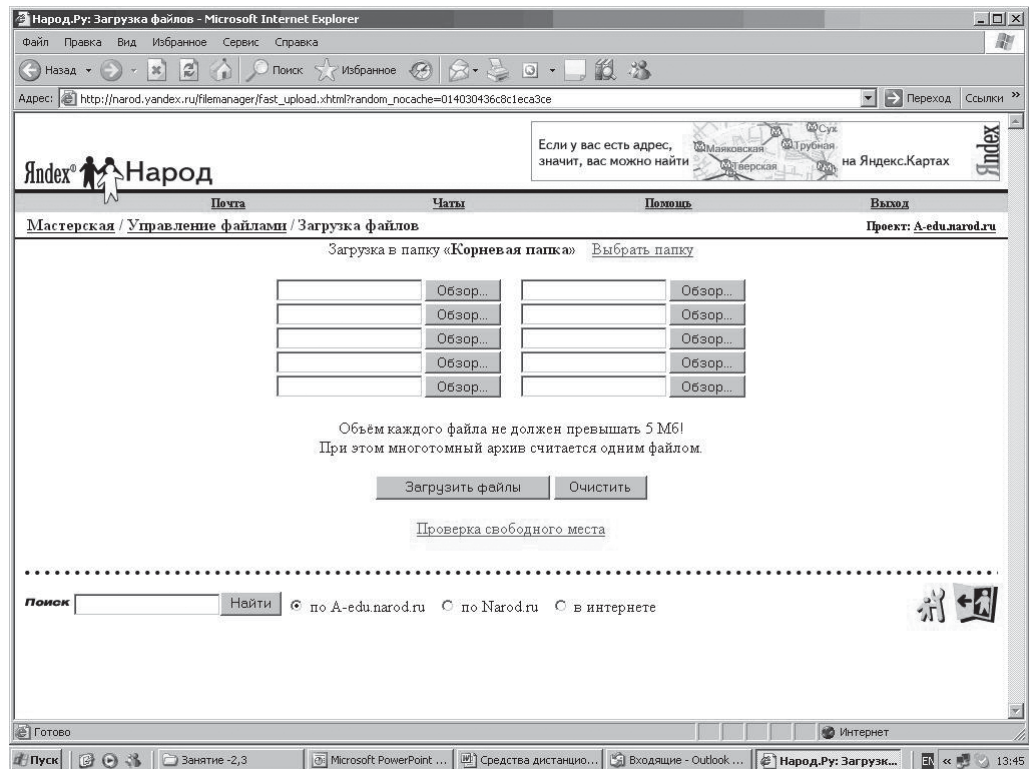 Народ.Ру: Загрузка файлов - Microsoft Internet Explorer
Файл Правка Вид Избранное Сервис Справка
Назад Поиск Избранное
Адрес: http://narod.yandex.ru/filemanager/fast_upload.xhtml?random_nocache=014030436c8c1eca3ce Переход Ссылки »
Если у вас есть адрес,
значит, вас можно найти
Маяковская
Тверская
Сух
Трубная
на Яндекс.Картах
Яndex
Яndex® Народ
Почта Чаты Помощь Выход
Мастерская / Управление файлами / Загрузка файлов Проект: A-edu.narod.ru
Загрузка в папку «Корневая папка» Выбрать папку
Обзор... Обзор...
Обзор... Обзор...
Обзор... Обзор...
Обзор... Обзор...
Обзор... Обзор...
Объём каждого файла не должен превышать 5 Мб!
При этом многотомный архив считается одним файлом.
Загрузить файлы Очистить
Проверка свободного места
Поиск Найти по A-edu.narod.ru по Narod.ru в интернете
Готово Интернет
Пуск Занятие -2,3 Microsoft PowerPoint ... Средства дистанцио... Входящие - Outlook ... Народ.Ру: Загрузк... EN « 13:45